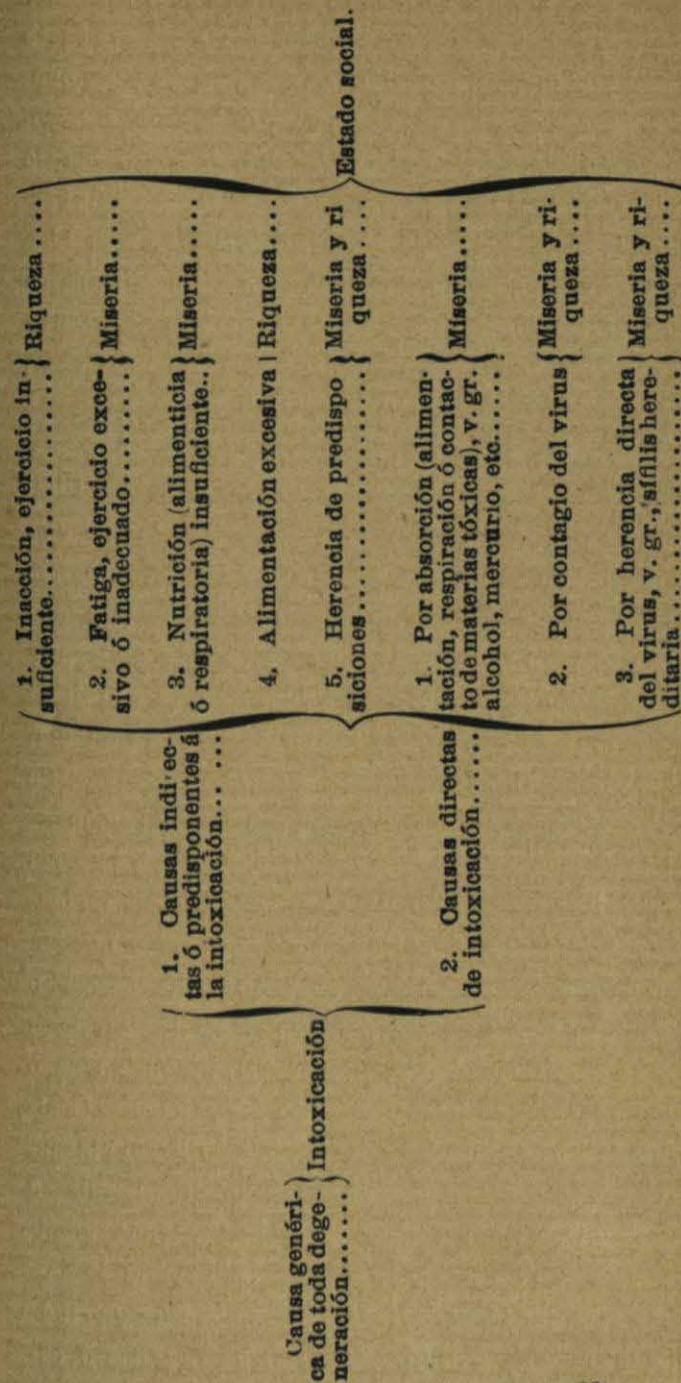 Causa genéri-
ca de toda dege-
neración........
Intoxicación
1. Causas indirec-
tas ó predisponentes á
la intoxicación... ...
1. Inacción, ejercicio in-
suficiente....................
Riqueza....
2. Fatiga, ejercicio exce-
sivo ó inadecuado.........
Miseria.....
3. Nutrición (alimenticia
ó respiratoria) insuficiente..
Miseria.....
4. Alimentación excesiva
Riqueza....
5. Herencia de predispo
siciones...................
Miseria y ri
queza....
2. Causas directas
de intoxicación.......
1. Por absorción (alimen-
tación, respiración ó contac-
to de materias tóxicas), v. gr.
alcohol, mercurio, etc.......
Miseria.....
2. Por contagio del virus
Miseria y ri-
queza....
3. Por herencia directa
del virus, v. gr., sífilis here-
ditaria..................
Miseria y ri-
queza....
Estado social.